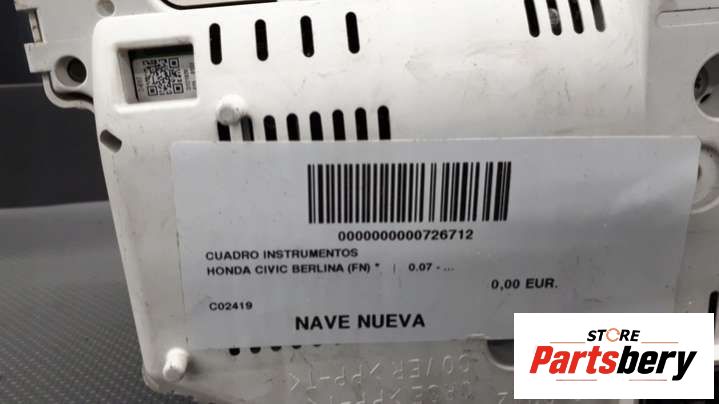 0000000000726712
CUADRO INSTRUMENTOS
HONDA CIVIC BERLINA (FN) * | 0.07 - ...
0,00 EUR.
C02419
NAVE NUEVA
STORE
Partsbery